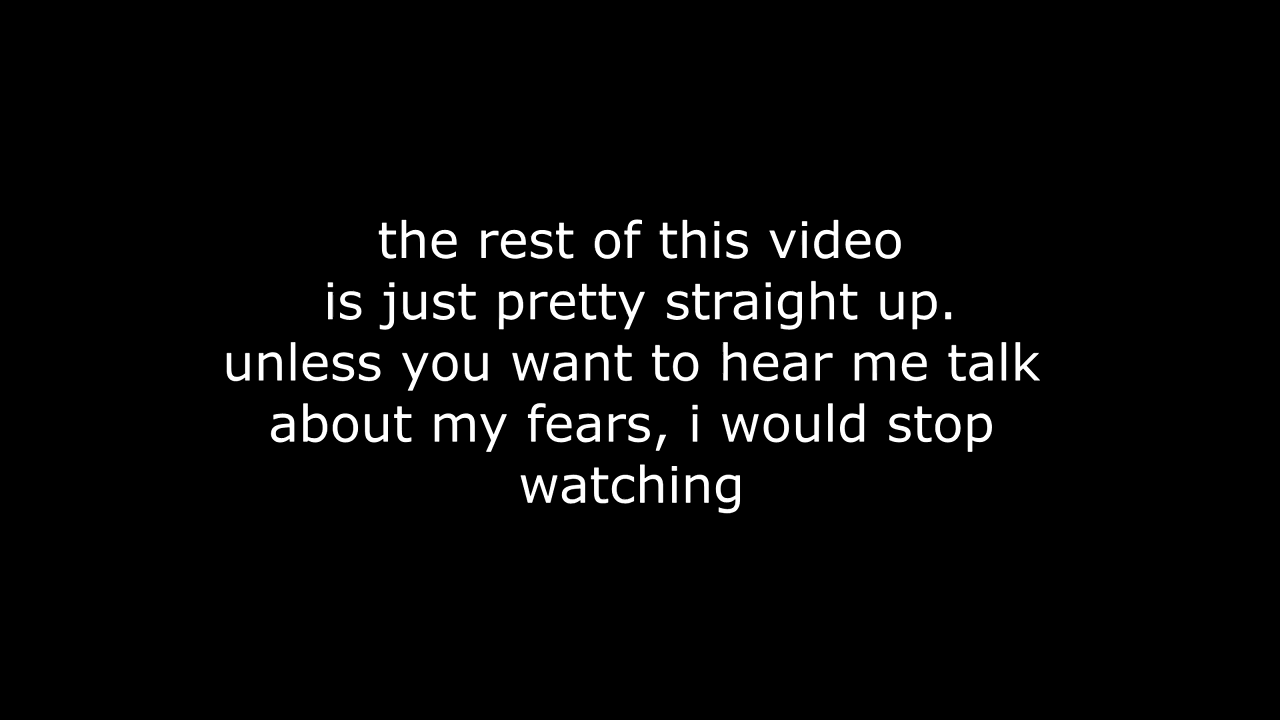 the rest of this video
is just pretty straight up.
unless you want to hear me talk
about my fears, i would stop
watching